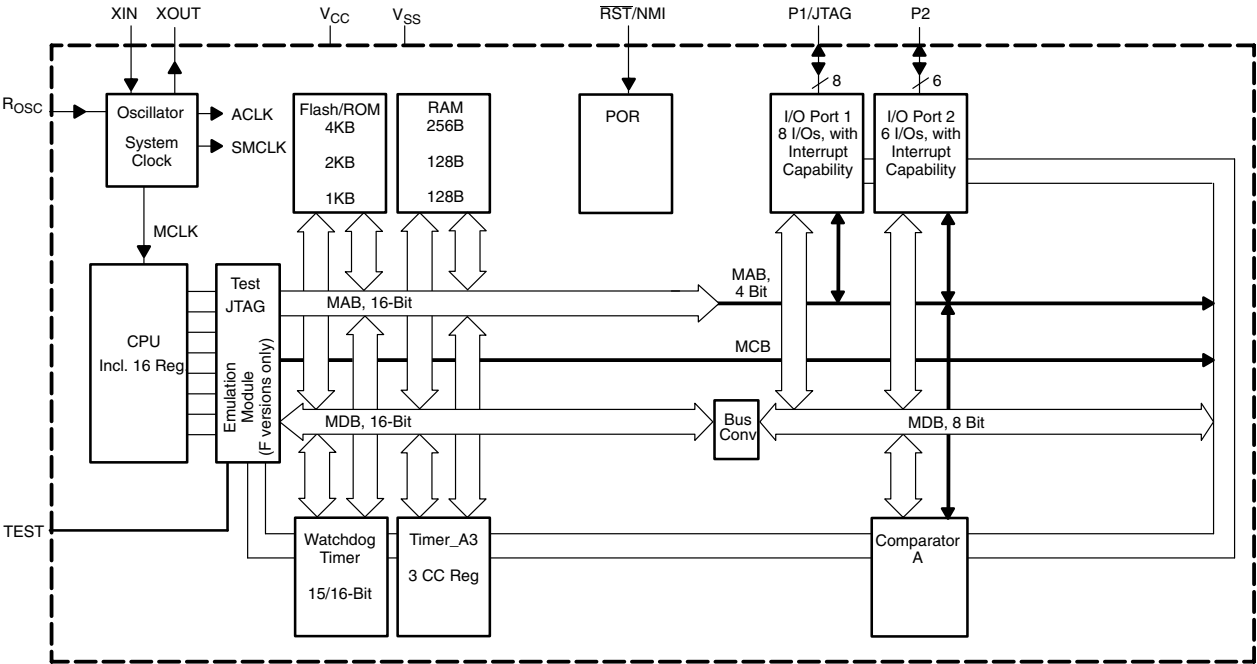 XIN XOUT VCC VSS RST/NMI P1/JTAG P2
8 6
ROSC
Oscillator
System
Clock
ACLK
SMCLK
Flash/ROM
4KB
2KB
1KB
RAM
256B
128B
128B
POR
I/O Port 1
8 I/Os, with
Interrupt
Capability
I/O Port 2
6 I/Os, with
Interrupt
Capability
MCLK
CPU
Incl. 16 Reg.
Test
JTAG
Emulation
Module
(F versions only)
MAB, 16-Bit
MAB,
4 Bit
MCB
MDB, 16-Bit
Bus
Conv
MDB, 8 Bit
TEST
Watchdog
Timer
15/16-Bit
Timer_A3
3 CC Reg
Comparator
A